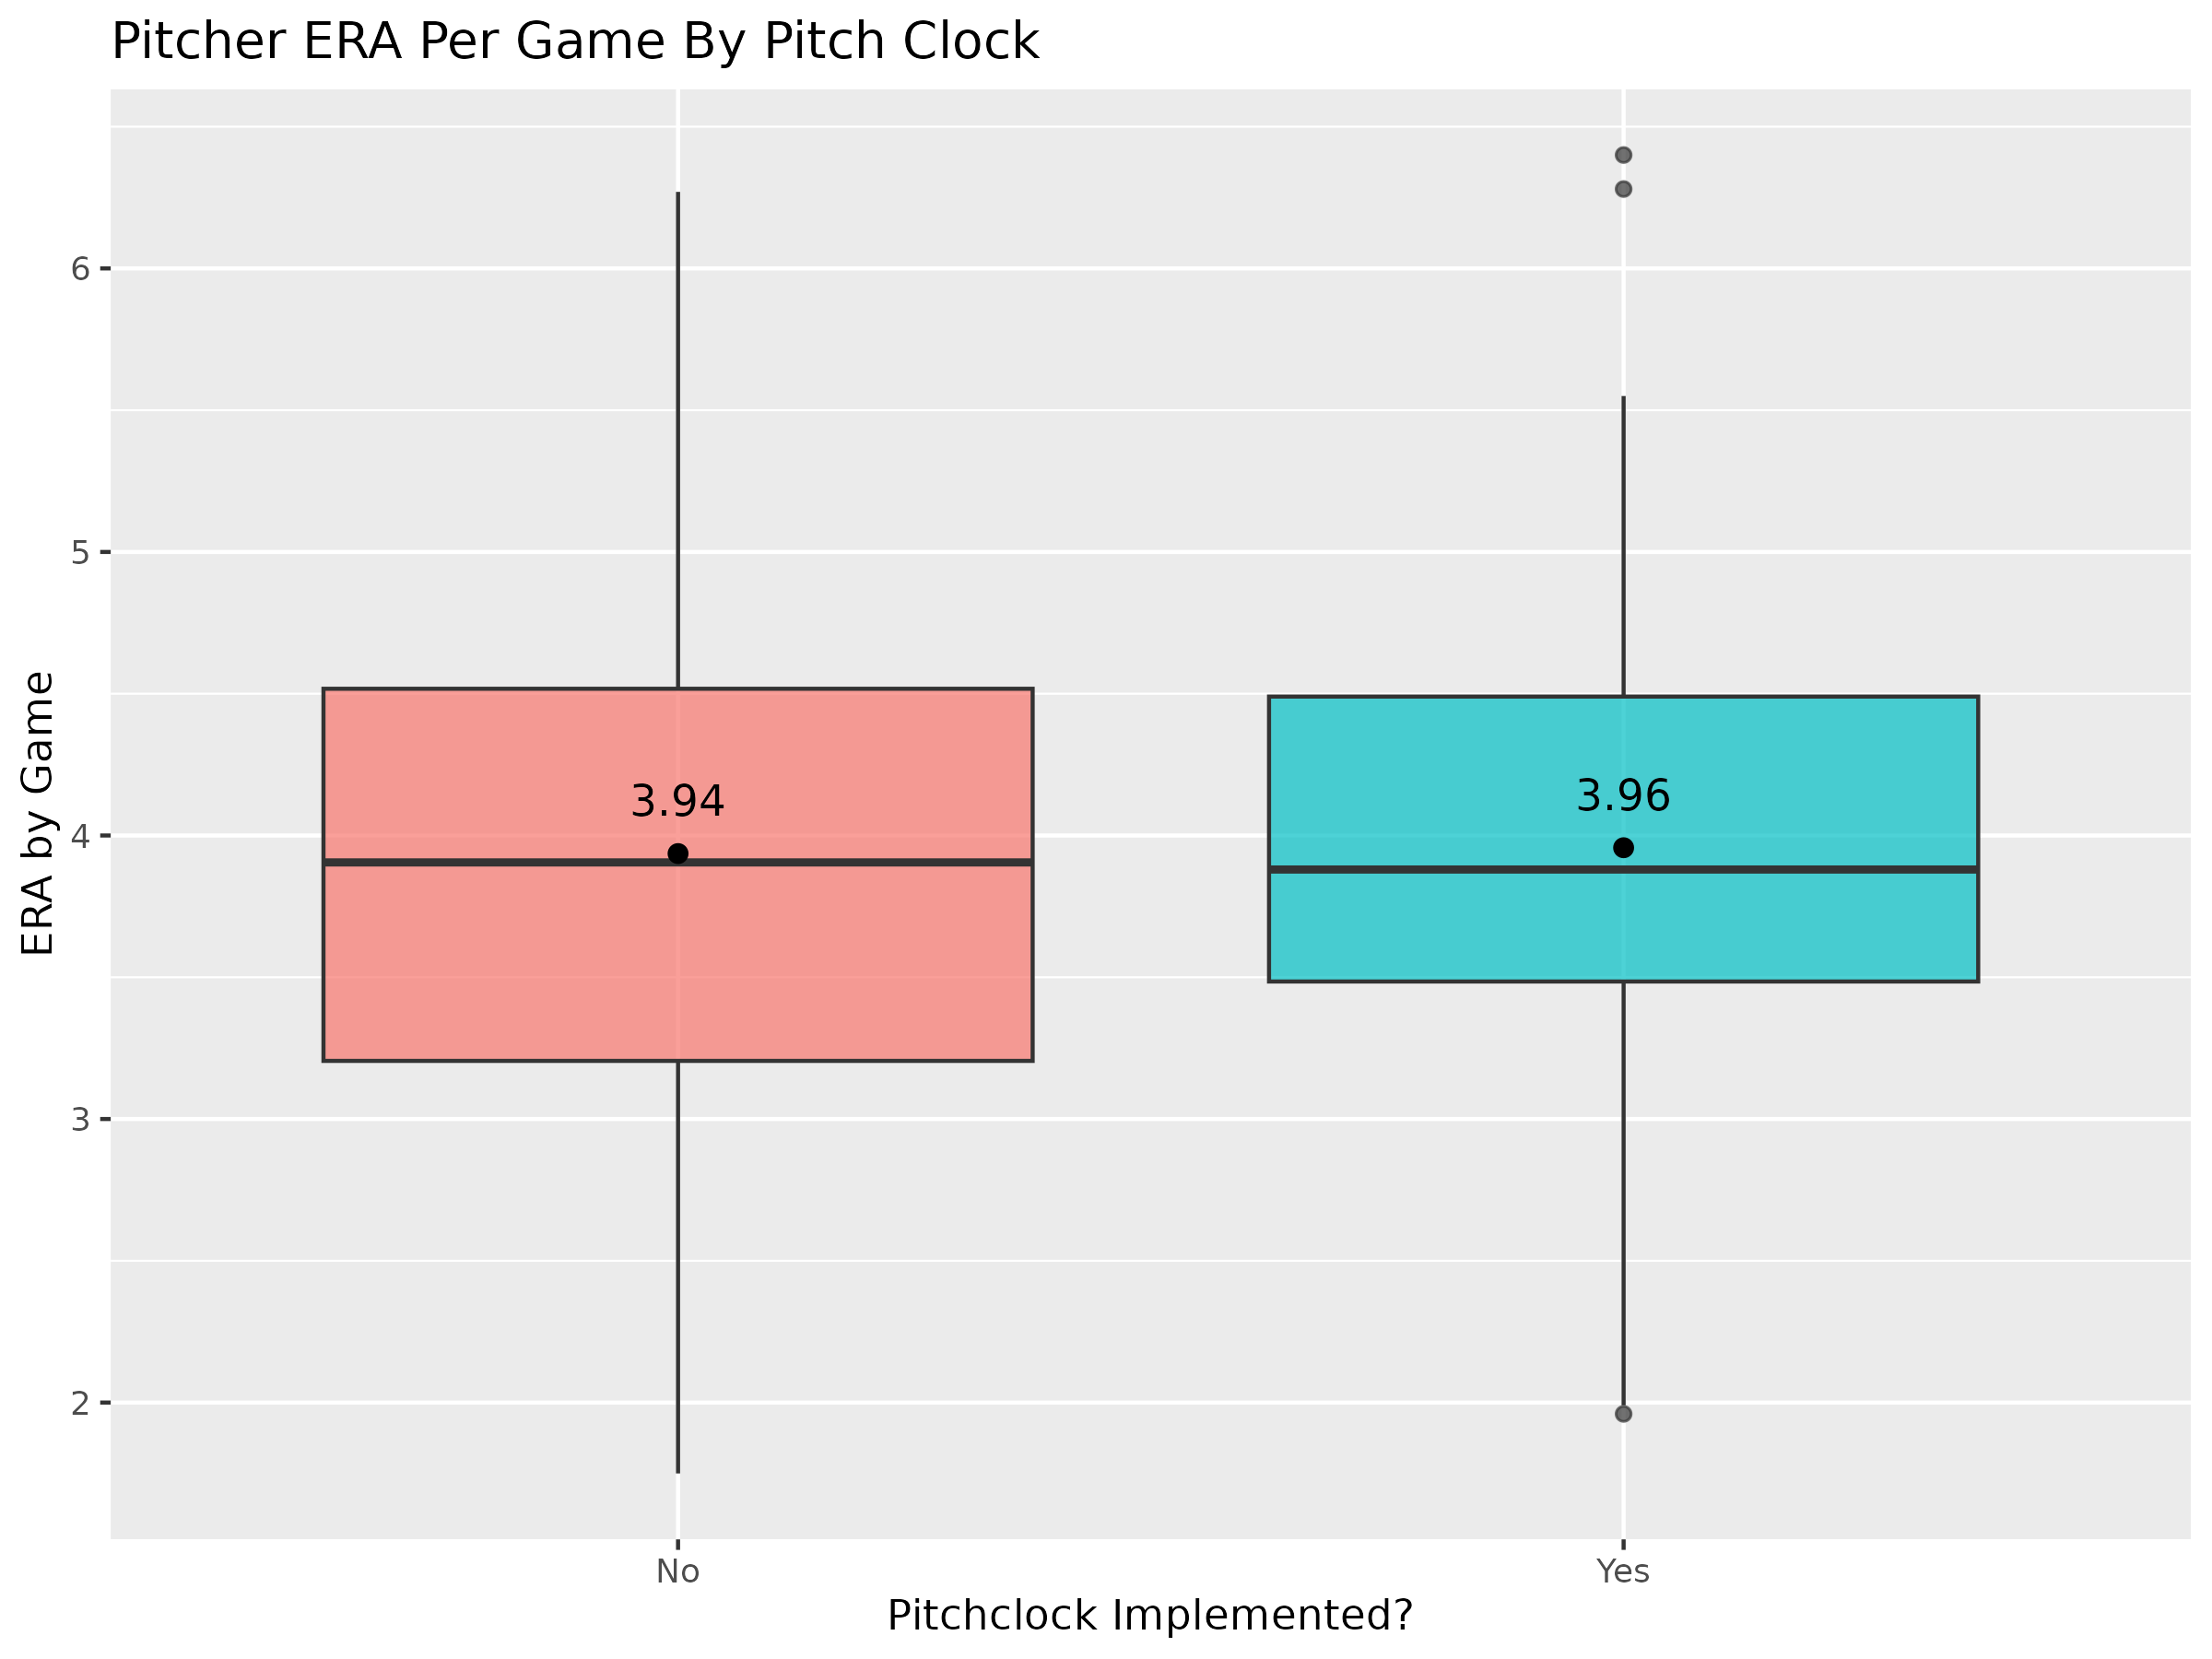 Pitcher ERA Per Game By Pitch Clock
ERA by Game
6
5
4
3
2
3.94
3.96
No
Yes
Pitchclock Implemented?